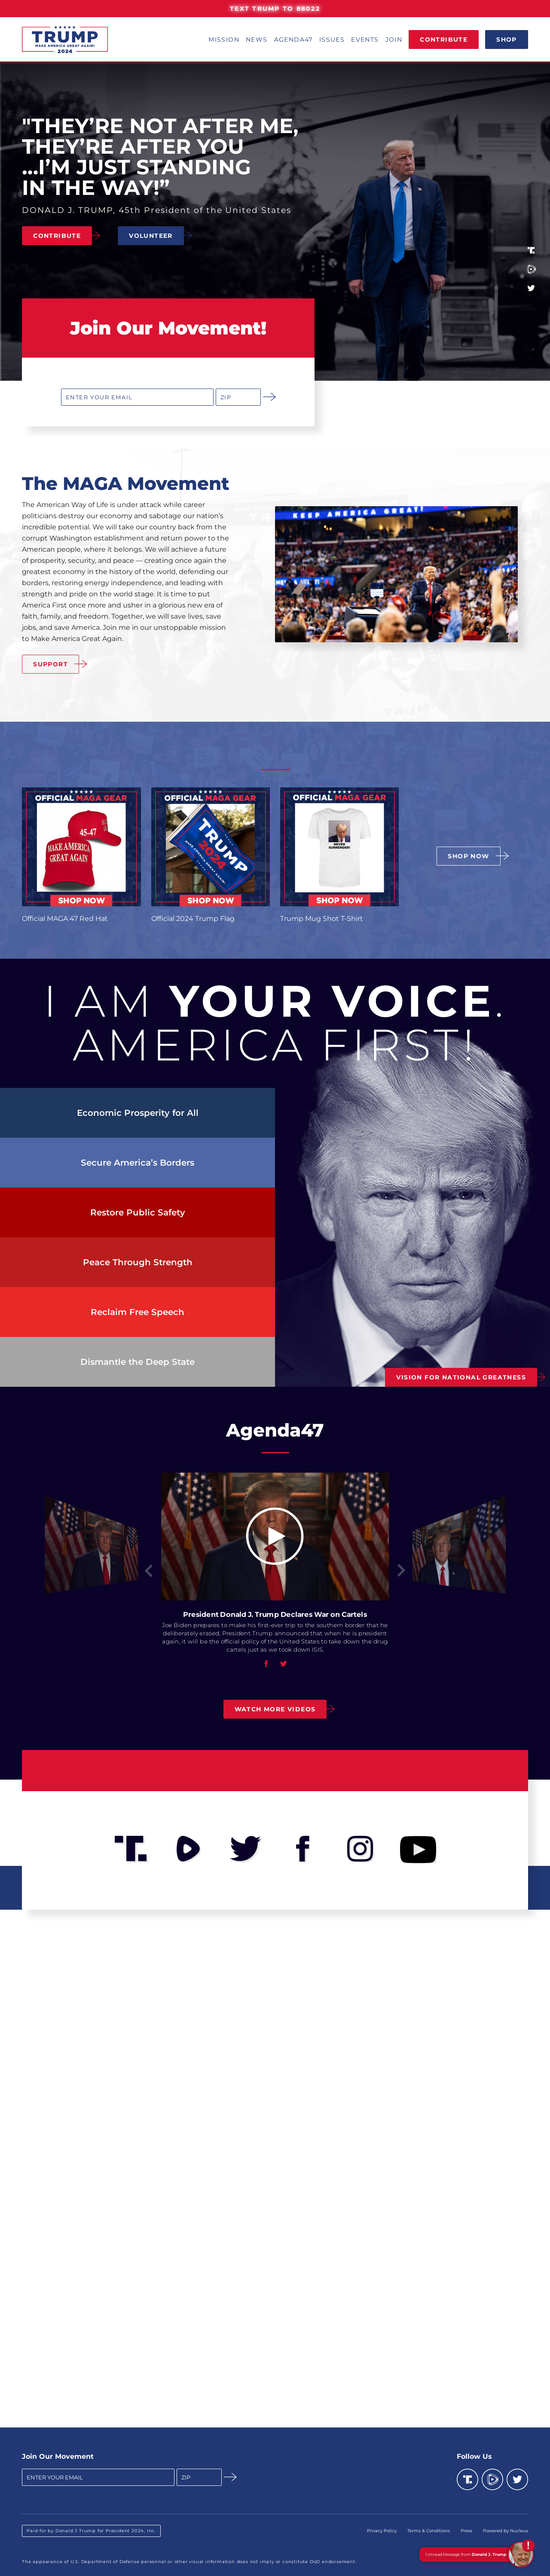 TEXT TRUMP TO 88022
TRUMP
MAKE AMERICA GREAT AGAIN!
2024
MISSION NEWS AGENDA47 ISSUES EVENTS JOIN CONTRIBUTE SHOP
"THEY’RE NOT AFTER ME,
THEY’RE AFTER YOU
...I’M JUST STANDING
IN THE WAY!”
DONALD J. TRUMP, 45th President of the United States
CONTRIBUTE VOLUNTEER
Join Our Movement!
ENTER YOUR EMAIL ZIP
The MAGA Movement
The American Way of Life is under attack while career
politicians destroy our economy and sabotage our nation’s
incredible potential. We will take our country back from the
corrupt Washington establishment and return power to the
American people, where it belongs. We will achieve a future
of prosperity, security, and peace — creating once again the
greatest economy in the history of the world, defending our
borders, restoring energy independence, and leading with
strength and pride on the world stage. It is time to put
America First once more and usher in a glorious new era of
faith, family, and freedom. Together, we will save lives, save
jobs, and save America. Join me in our unstoppable mission
to Make America Great Again.
KEEP AMERICA GREAT!
SUPPORT
OFFICIAL MAGA GEAR
45-47
MAKE AMERICA
GREAT AGAIN
SHOP NOW
Official MAGA 47 Red Hat
OFFICIAL MAGA GEAR
TRUMP
2024
SHOP NOW
Official 2024 Trump Flag
OFFICIAL MAGA GEAR
NEVER
SURRENDER!
SHOP NOW
Trump Mug Shot T-Shirt
SHOP NOW
I AM YOUR VOICE.
AMERICA FIRST!
Economic Prosperity for All
Secure America’s Borders
Restore Public Safety
Peace Through Strength
Reclaim Free Speech
Dismantle the Deep State
VISION FOR NATIONAL GREATNESS
Agenda47
President Donald J. Trump Declares War on Cartels
Joe Biden prepares to make his first-ever trip to the southern border that he
deliberately erased, President Trump announced that when he is president
again, it will be the official policy of the United States to take down the drug
cartels just as we took down ISIS.
WATCH MORE VIDEOS
Join Our Movement
ENTER YOUR EMAIL ZIP
Follow Us
Paid for by Donald J Trump for President 2024, Inc.
Privacy Policy Terms & Conditions Press Powered by Nucleus
1 Unread Message from Donald J. Trump
The appearance of U.S. Department of Defense personnel or other visual information does not imply or constitute DoD endorsement.